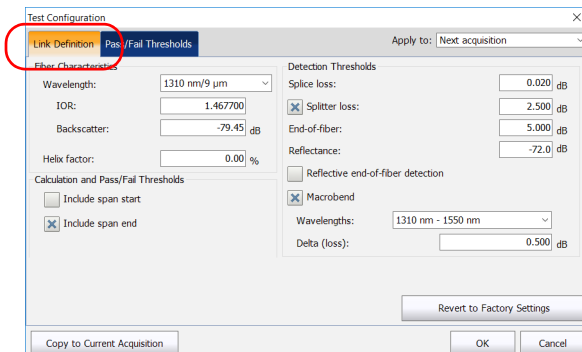 Test Configuration
Link Definition Pass/Fail Thresholds Apply to: Next acquisition
Fiber Characteristics
Wavelength: 1310 nm/9 µm
IOR: 1.467700
Backscatter: -79.45 dB
Helix factor: 0.00 %
Calculation and Pass/Fail Thresholds
Include span start
Include span end
Detection Thresholds
Splice loss: 0.020 dB
Splitter loss: 2.500 dB
End-of-fiber: 5.000 dB
Reflectance: -72.0 dB
Reflective end-of-fiber detection
Macrobend
Wavelengths: 1310 nm - 1550 nm
Delta (loss): 0.500 dB
Revert to Factory Settings
Copy to Current Acquisition OK Cancel